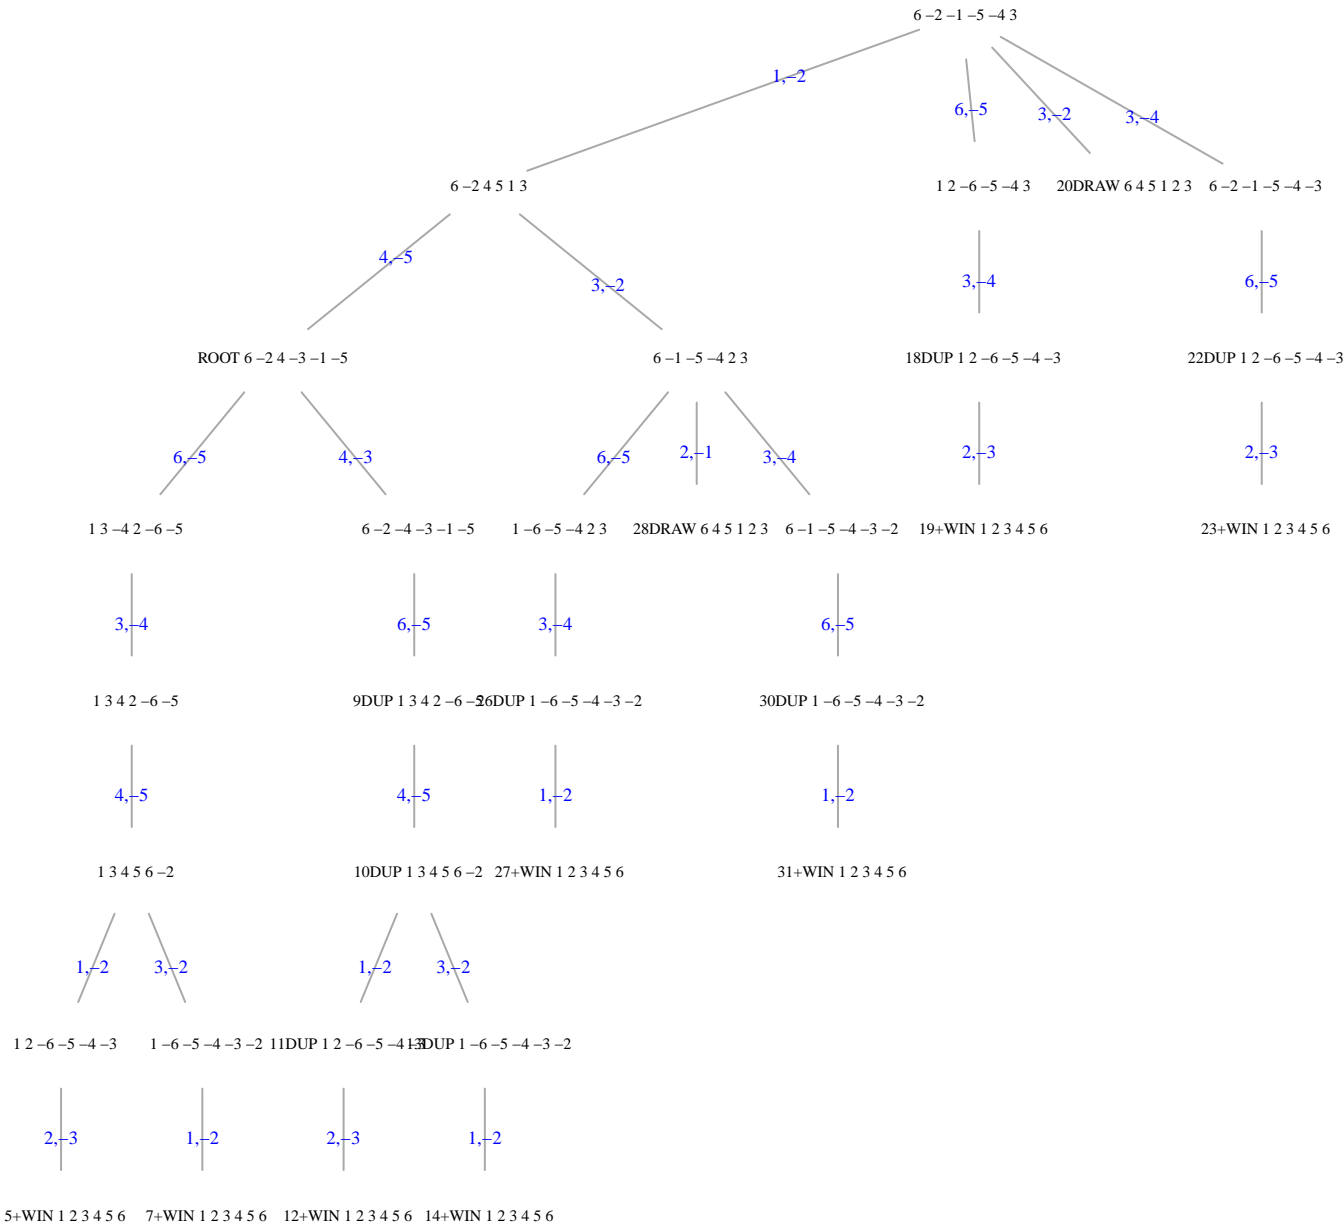 6 –2 –1 –5 –4 3
1,–2
6,–5
3,–2
3,–4
6 –2 4 5 1 3
1 2 –6 –5 –4 3
20DRAW 6 4 5 1 2 3
6 –2 –1 –5 –4 –3
4,–5
3,–2
3,–4
6,–5
ROOT 6 –2 4 –3 –1 –5
6 –1 –5 –4 2 3
18DUP 1 2 –6 –5 –4 –3
22DUP 1 2 –6 –5 –4 –3
6,–5
4,–3
6,–5
2,–1
3,–4
2,–3
2,–3
1 3 –4 2 –6 –5
6 –2 –4 –3 –1 –5
1 –6 –5 –4 2 3
28DRAW 6 4 5 1 2 3
6 –1 –5 –4 –3 –2
19+WIN 1 2 3 4 5 6
23+WIN 1 2 3 4 5 6
3,–4
6,–5
3,–4
6,–5
1 3 4 2 –6 –5
9DUP 1 3 4 2 –6 –5
26DUP 1 –6 –5 –4 –3 –2
30DUP 1 –6 –5 –4 –3 –2
4,–5
4,–5
1,–2
1,–2
1 3 4 5 6 –2
10DUP 1 3 4 5 6 –2
27+WIN 1 2 3 4 5 6
31+WIN 1 2 3 4 5 6
1,–2
3,–2
1,–2
3,–2
1 2 –6 –5 –4 –3
1 –6 –5 –4 –3 –2
11DUP 1 2 –6 –5 –4 –3
13DUP 1 –6 –5 –4 –3 –2
2,–3
1,–2
2,–3
1,–2
5+WIN 1 2 3 4 5 6
7+WIN 1 2 3 4 5 6
12+WIN 1 2 3 4 5 6
14+WIN 1 2 3 4 5 6